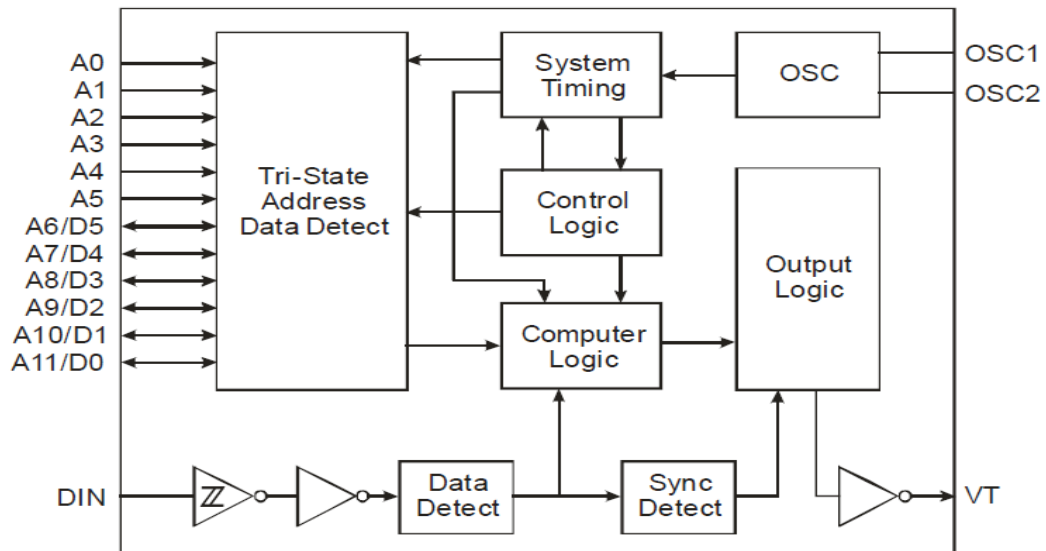 A0
A1
A2
A3
A4
A5
A6/D5
A7/D4
A8/D3
A9/D2
A10/D1
A11/D0
DIN
Tri-State
Address
Data Detect
System
Timing
OSC
OSC1
OSC2
Control
Logic
Computer
Logic
Output
Logic
Data
Detect
Sync
Detect
VT